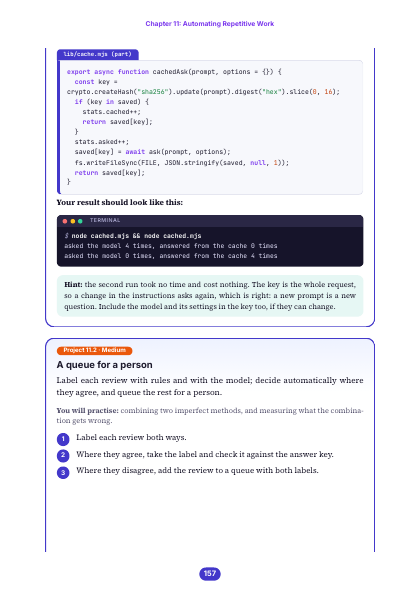 Chapter 11: Automating Repetitive Work
lib/cache.mjs (part)
export async function cachedAsk(prompt, options = {}) {
  const key =
crypto.createHash("sha256").update(prompt).digest("hex").slice(0, 16);
  if (key in saved) {
    stats.cached++;
    return saved[key];
  }
  stats.asked++;
  saved[key] = await ask(prompt, options);
  fs.writeFileSync(FILE, JSON.stringify(saved, null, 1));
  return saved[key];
}
Your result should look like this:
TERMINAL
$ node cached.mjs && node cached.mjs
asked the model 4 times, answered from the cache 0 times
asked the model 0 times, answered from the cache 4 times
Hint: the second run took no time and cost nothing. The key is the whole request,
so a change in the instructions asks again, which is right: a new prompt is a new
question. Include the model and its settings in the key too, if they can change.
Project 11.2 · Medium
A queue for a person
Label each review with rules and with the model; decide automatically where
they agree, and queue the rest for a person.
You will practise: combining two imperfect methods, and measuring what the combina-
tion gets wrong.
1 Label each review both ways.
2 Where they agree, take the label and check it against the answer key.
3 Where they disagree, add the review to a queue with both labels.
157